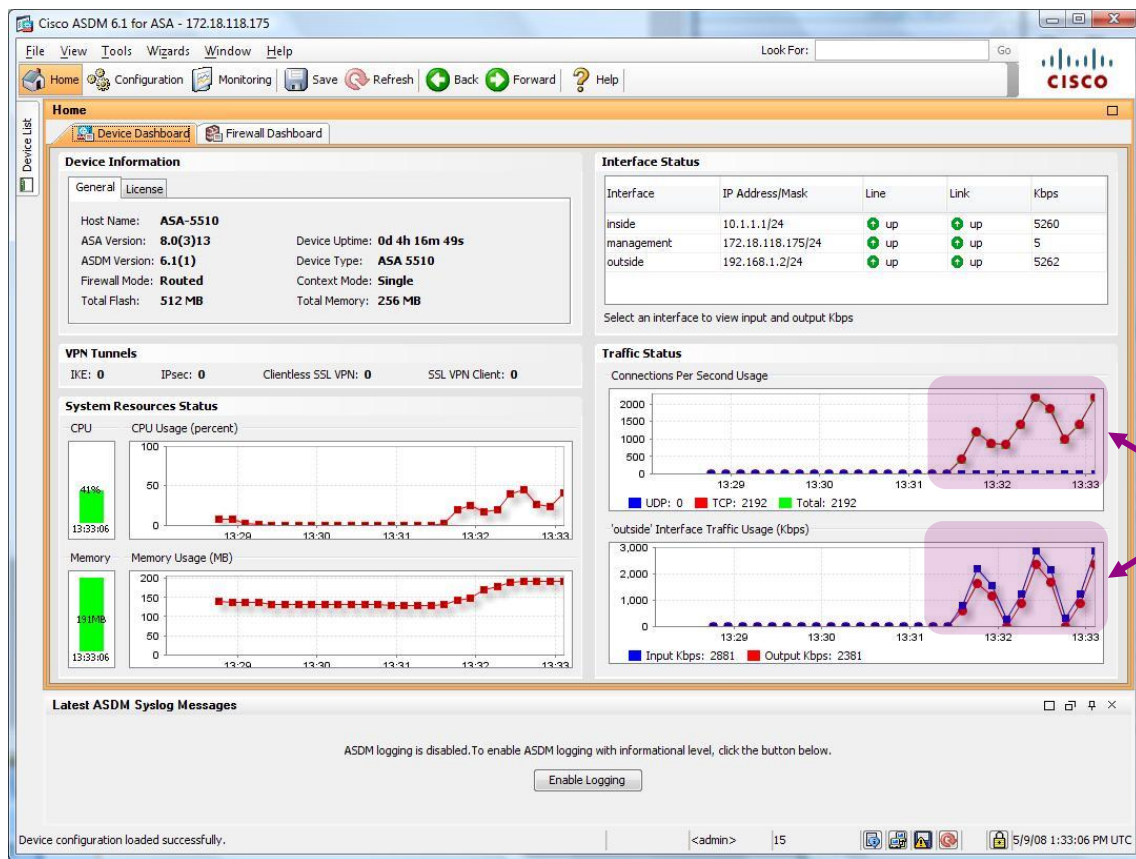 Cisco ASDM 6.1 for ASA - 172.18.118.175
File View Tools Wizards Window Help
Look For:
Go
Home Configuration Monitoring Save Refresh Back Forward Help
CISCO
Device List
Home
Device Dashboard Firewall Dashboard
Device Information
General License
Host Name: ASA-5510
ASA Version: 8.0(3)13 Device Uptime: 0d 4h 16m 49s
ASDM Version: 6.1(1) Device Type: ASA 5510
Firewall Mode: Routed Context Mode: Single
Total Flash: 512 MB Total Memory: 256 MB
Interface Status
Interface IP Address/Mask Line Link Kbps
inside 10.1.1.1/24 up up 5260
management 172.18.118.175/24 up up 5
outside 192.168.1.2/24 up up 5262
Select an interface to view input and output Kbps
VPN Tunnels
IKE: 0 IPsec: 0 Clientless SSL VPN: 0 SSL VPN Client: 0
System Resources Status
CPU
41%
13:33:06
CPU Usage (percent)
100
50
0
13:29 13:30 13:31 13:32 13:33
Memory
191MB
13:33:06
Memory Usage (MB)
200
150
100
50
0
13:29 13:30 13:31 13:32 13:33
Traffic Status
Connections Per Second Usage
2000
1500
1000
500
0
13:29 13:30 13:31 13:32 13:33
UDP: 0 TCP: 2192 Total: 2192
'outside' Interface Traffic Usage (Kbps)
3,000
2,000
1,000
0
13:29 13:30 13:31 13:32 13:33
Input Kbps: 2881 Output Kbps: 2381
Latest ASDM Syslog Messages
ASDM logging is disabled.To enable ASDM logging with informational level, click the button below.
Enable Logging
Device configuration loaded successfully.
<admin> 15
5/9/08 1:33:06 PM UTC